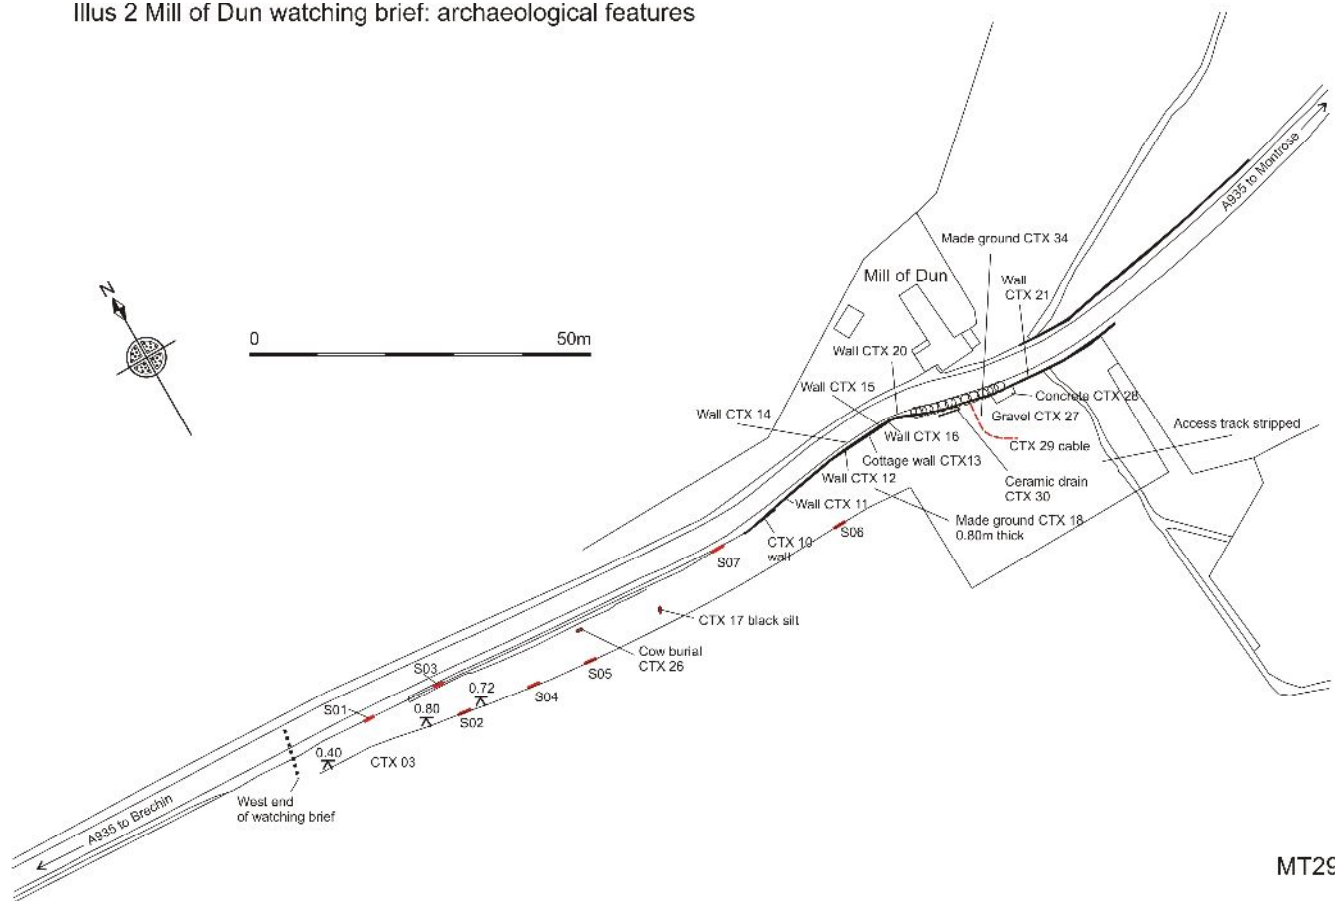 Illus 2 Mill of Dun watching brief: archaeological features
A935 to Montrose
Made ground CTX 34
Mill of Dun
Wall
CTX 21
N
0
50m
Wall CTX 20
Wall CTX 15
Concrete CTX 28
Wall CTX 14
Gravel CTX 27
Access track stripped
Wall CTX 16
CTX 29 cable
Cottage wall CTX13
Wall CTX 12
Ceramic drain
CTX 30
Wall CTX 11
Made ground CTX 18
0.80m thick
S06
CTX 10
wall
S07
CTX 17 black silt
Cow burial
CTX 26
S05
S03
0.72
S04
S01
0.80
S02
0.40
CTX 03
West end
of watching brief
A935 to Brechin
MT29